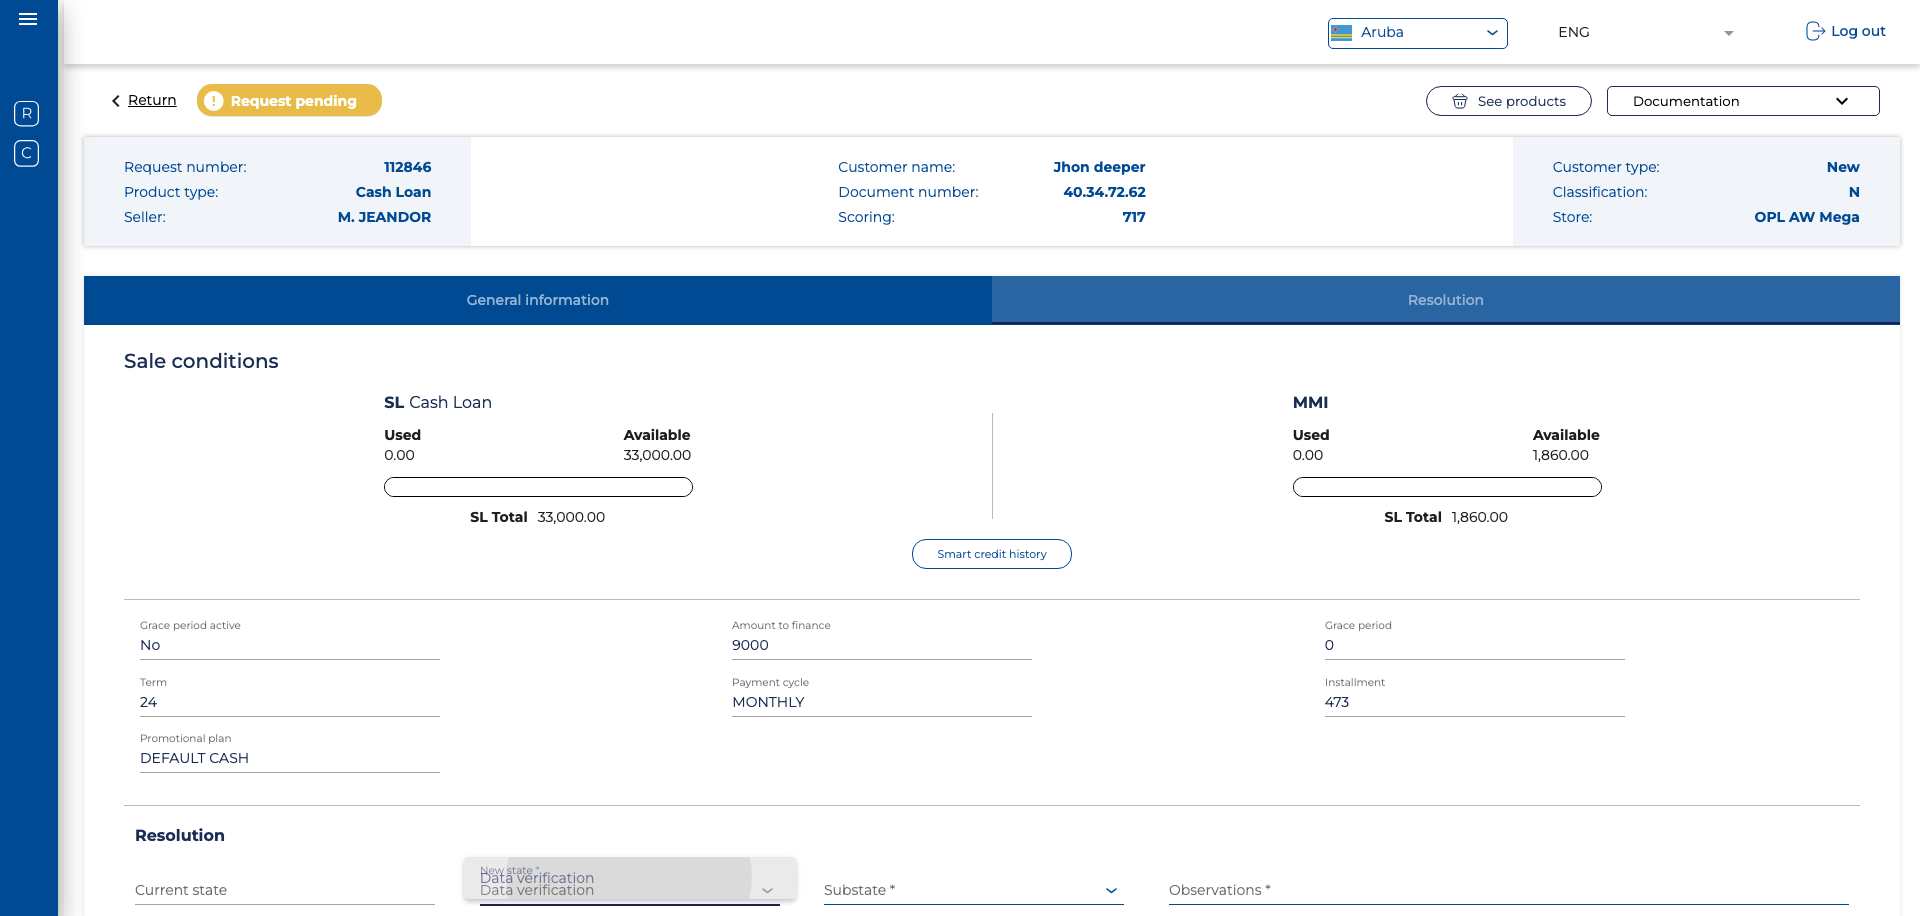 Aruba
ENG
Log out
R
C
Return
Request pending
See products
Documentation
Request number: 112846
Product type: Cash Loan
Seller: M. JEANDOR
Customer name: Jhon deeper
Document number: 40.34.72.62
Scoring: 717
Customer type: New
Classification: N
Store: OPL AW Mega
General information
Resolution
Sale conditions
SL Cash Loan
Used Available
0.00 33,000.00
SL Total 33,000.00
MMI
Used Available
0.00 1,860.00
SL Total 1,860.00
Smart credit history
Grace period active
No
Amount to finance
9000
Grace period
0
Term
24
Payment cycle
MONTHLY
Installment
473
Promotional plan
DEFAULT CASH
Resolution
Current state
New state *
Data verification
Data verification
Substate *
Observations *